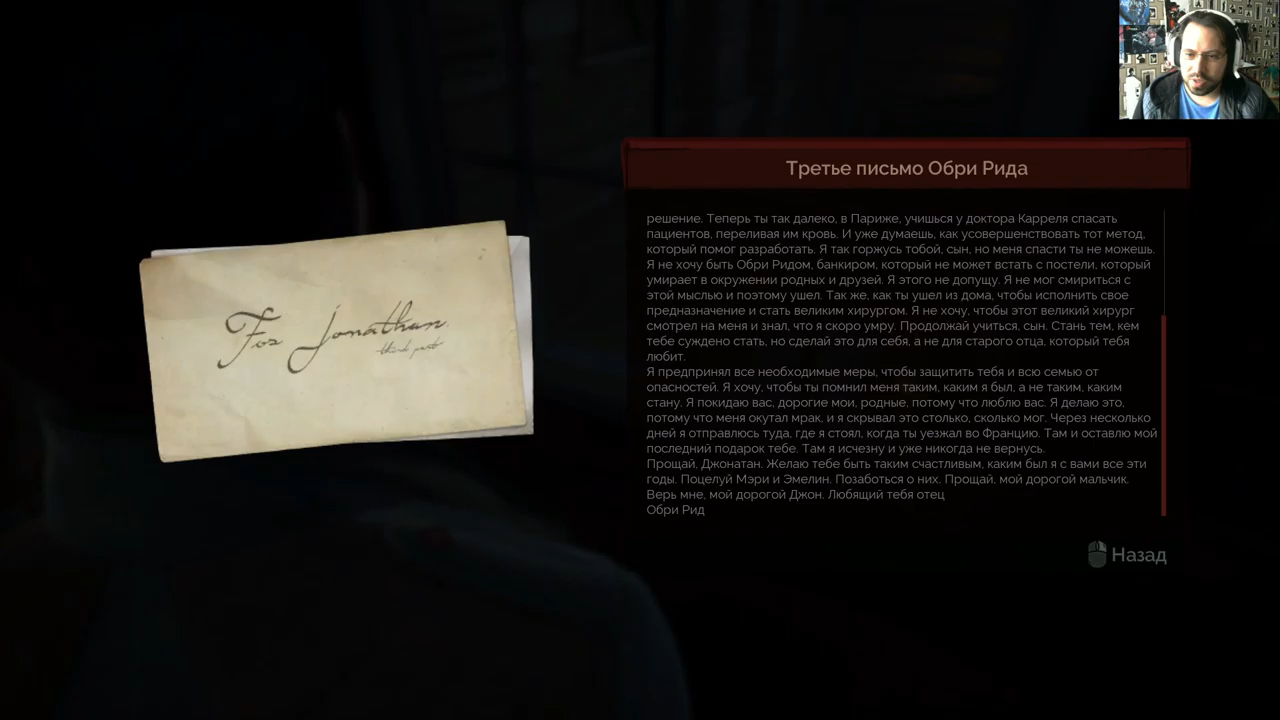 Третье письмо Обри Рида
For Jonathan.
third part
решение. Теперь ты так далеко, в Париже, учишься у доктора Карреля спасать
пациентов, переливая им кровь. И уже думаешь, как усовершенствовать тот метод,
который помог разработать. Я так горжусь тобой, сын, но меня спасти ты не можешь.
Я не хочу быть Обри Ридом, банкиром, который не может встать с постели, который
умирает в окружении родных и друзей. Я этого не допущу. Я не мог смириться с
этой мыслью и поэтому ушел. Так же, как ты ушел из дома, чтобы исполнить свое
предназначение и стать великим хирургом. Я не хочу, чтобы этот великий хирург
смотрел на меня и знал, что я скоро умру. Продолжай учиться, сын. Стань тем, кем
тебе суждено стать, но сделай это для себя, а не для старого отца, который тебя
любит.
Я предпринял все необходимые меры, чтобы защитить тебя и всю семью от
опасностей. Я хочу, чтобы ты помнил меня таким, каким я был, а не таким, каким
стану. Я покидаю вас, дорогие мои, родные, потому что люблю вас. Я делаю это,
потому что меня окутал мрак, и я скрывал это столько, сколько мог. Через несколько
дней я отправлюсь туда, где я стоял, когда ты уезжал во Францию. Там и оставлю мой
последний подарок тебе. Там я исчезну и уже никогда не вернусь.
Прощай, Джонатан. Желаю тебе быть таким счастливым, каким был я с вами все эти
годы. Поцелуй Мэри и Эмелин. Позаботься о них. Прощай, мой дорогой мальчик.
Верь мне, мой дорогой Джон. Любящий тебя отец
Обри Рид
Назад